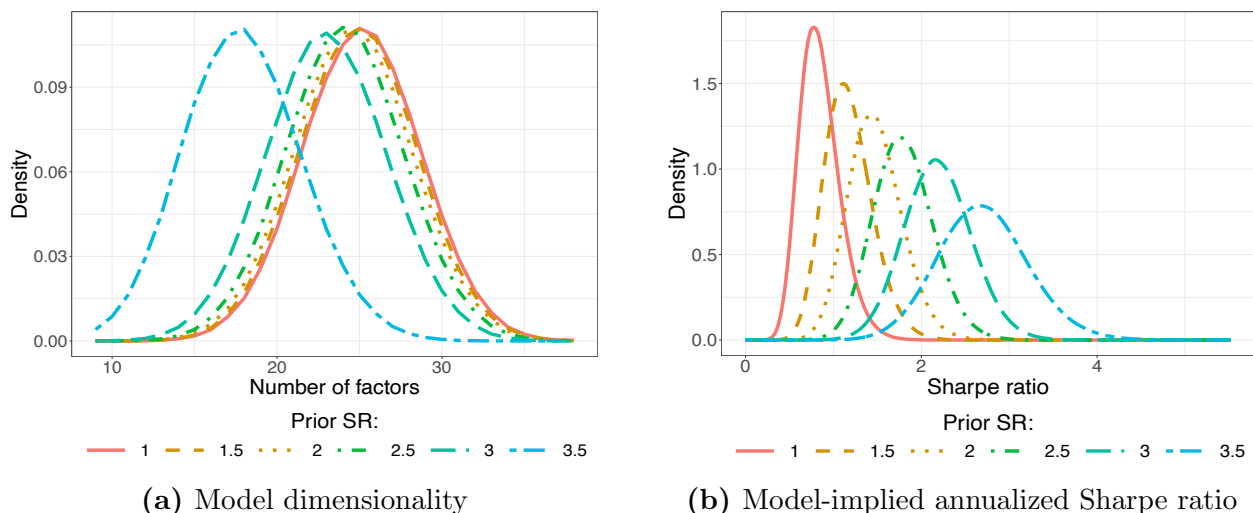 0.09
0.06
0.03
0.00
Density
10
20
30
Number of factors
Prior SR:
1 1.5 2 2.5 3 3.5
(a) Model dimensionality
1.5
1.0
0.5
0.0
Density
0
2
4
Sharpe ratio
Prior SR:
1 1.5 2 2.5 3 3.5
(b) Model-implied annualized Sharpe ratio